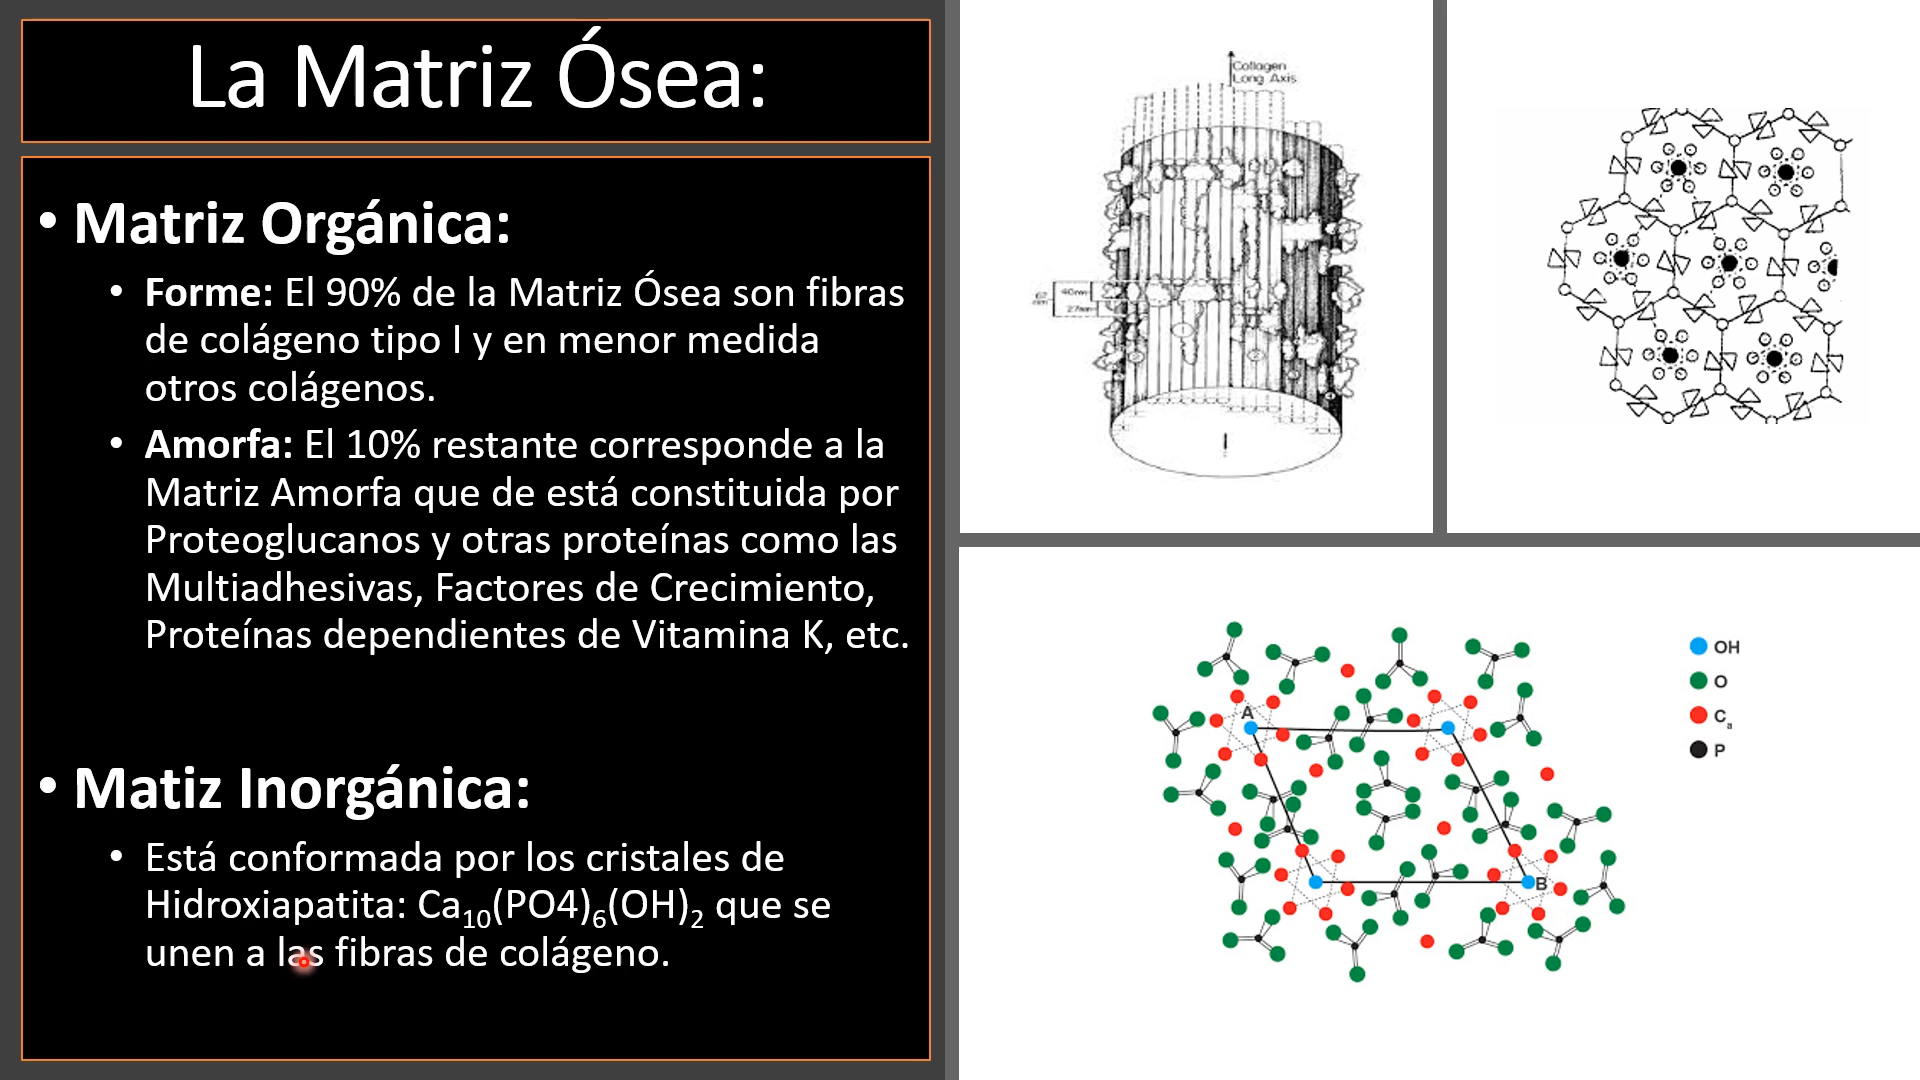 La Matriz Ósea:
• Matriz Orgánica:
• Forme: El 90% de la Matriz Ósea son fibras
de colágeno tipo I y en menor medida
otros colágenos.
• Amorfa: El 10% restante corresponde a la
Matriz Amorfa que de está constituida por
Proteoglucanos y otras proteínas como las
Multiadhesivas, Factores de Crecimiento,
Proteínas dependientes de Vitamina K, etc.
• Matiz Inorgánica:
• Está conformada por los cristales de
Hidroxiapatita: Ca10(PO4)6(OH)2 que se
unen a las fibras de colágeno.
Collagen
Long Axis
40nm
27nm
OH
O
Ca
P
A
B